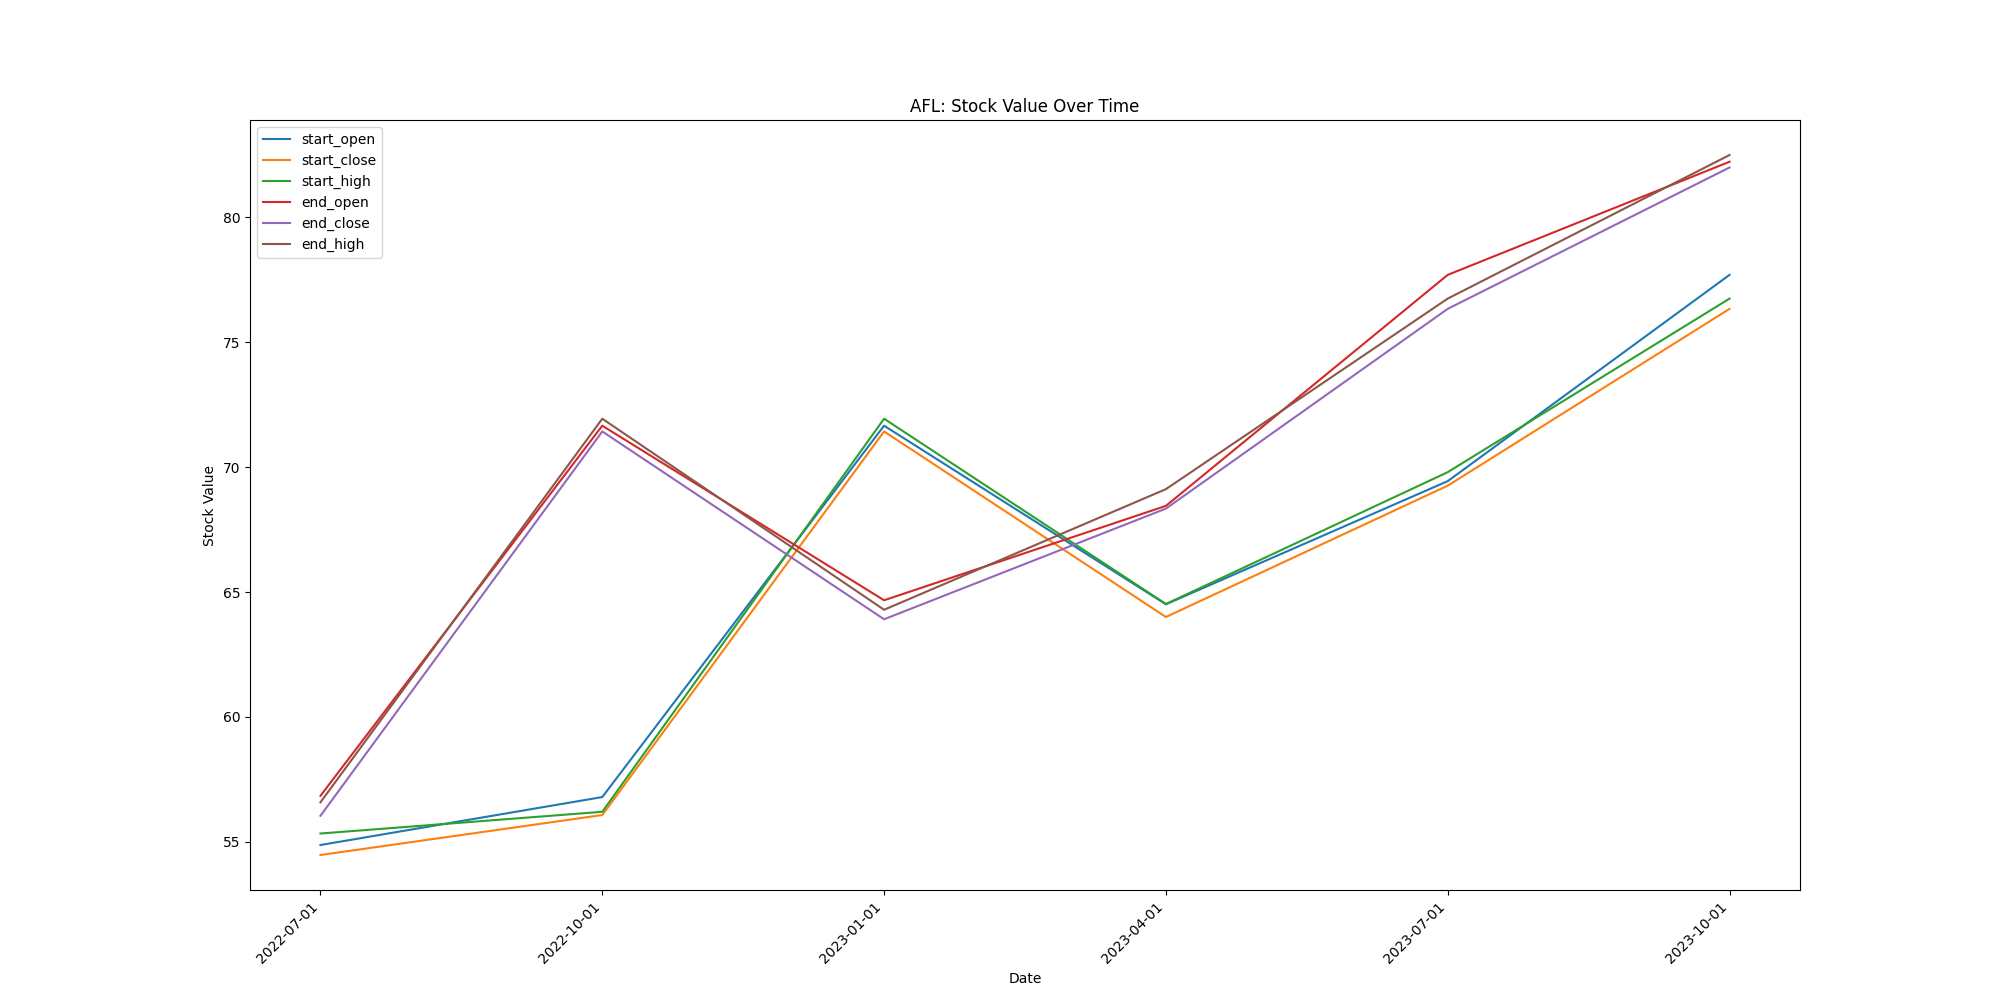 AFL: Stock Value Over Time
start_open
start_close
start_high
end_open
end_close
end_high
Stock Value
80
75
70
65
60
55
2022-07-01
2022-10-01
2023-01-01
2023-04-01
2023-07-01
2023-10-01
Date